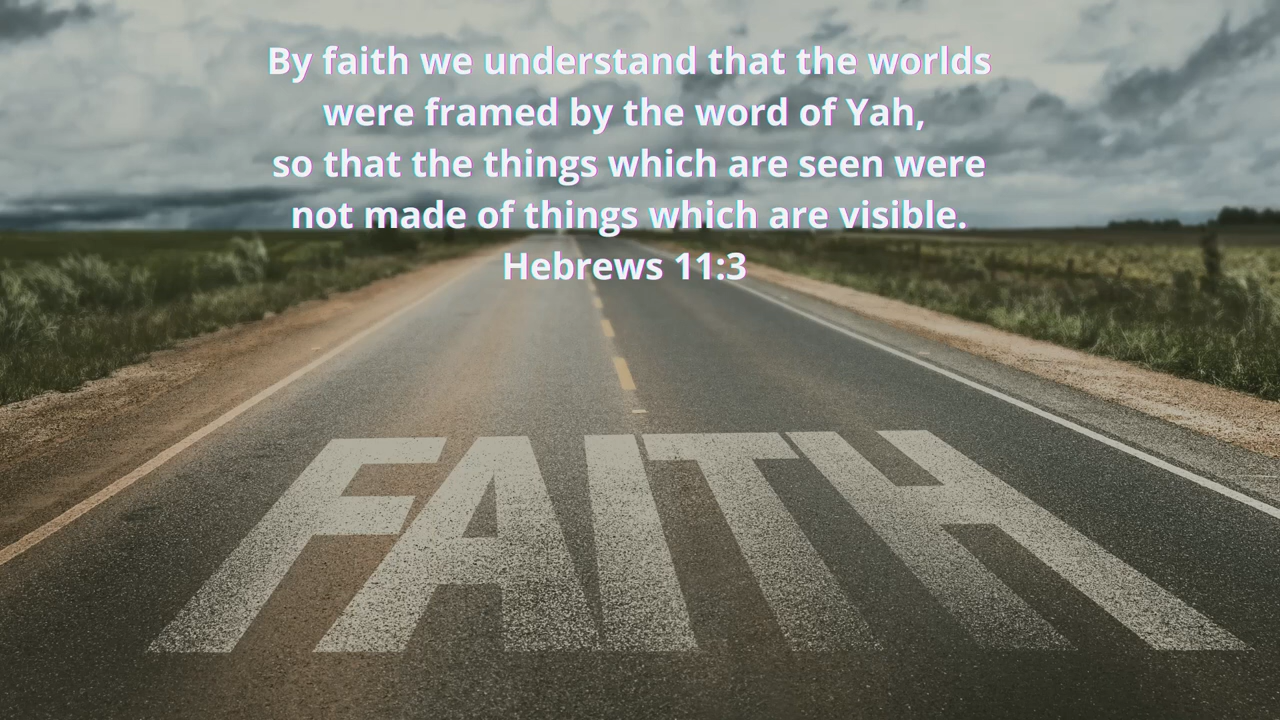 By faith we understand that the worlds
were framed by the word of Yah,
so that the things which are seen were
not made of things which are visible.
Hebrews 11:3
FAITH